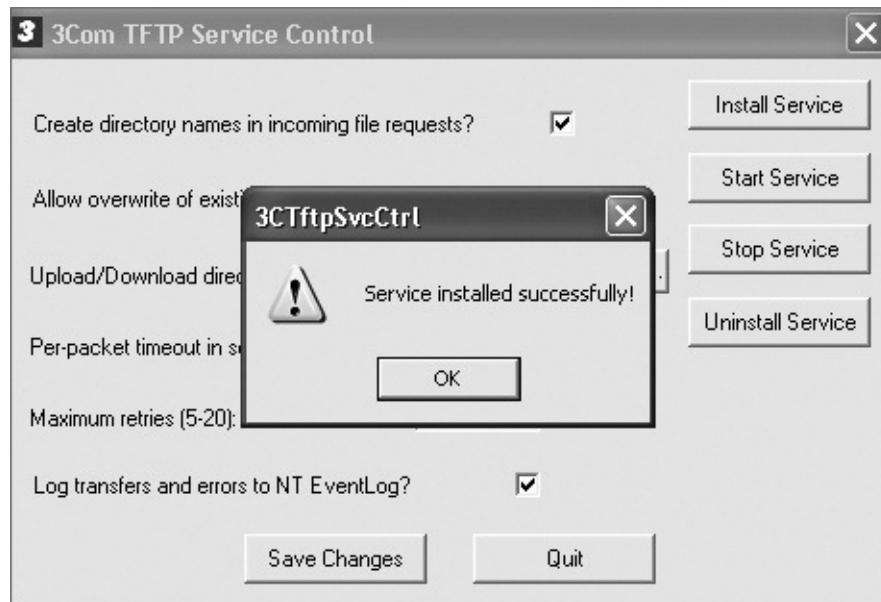 3 3Com TFTP Service Control
Create directory names in incoming file requests?
Install Service
Allow overwrite of
Start Service
3CTftpSvcCtrl
Service installed successfully!
OK
Upload/Download
Stop Service
Per-packet timeout in
Uninstall Service
Maximum retries (5-20):
Log transfers and errors to NT EventLog?
Save Changes
Quit